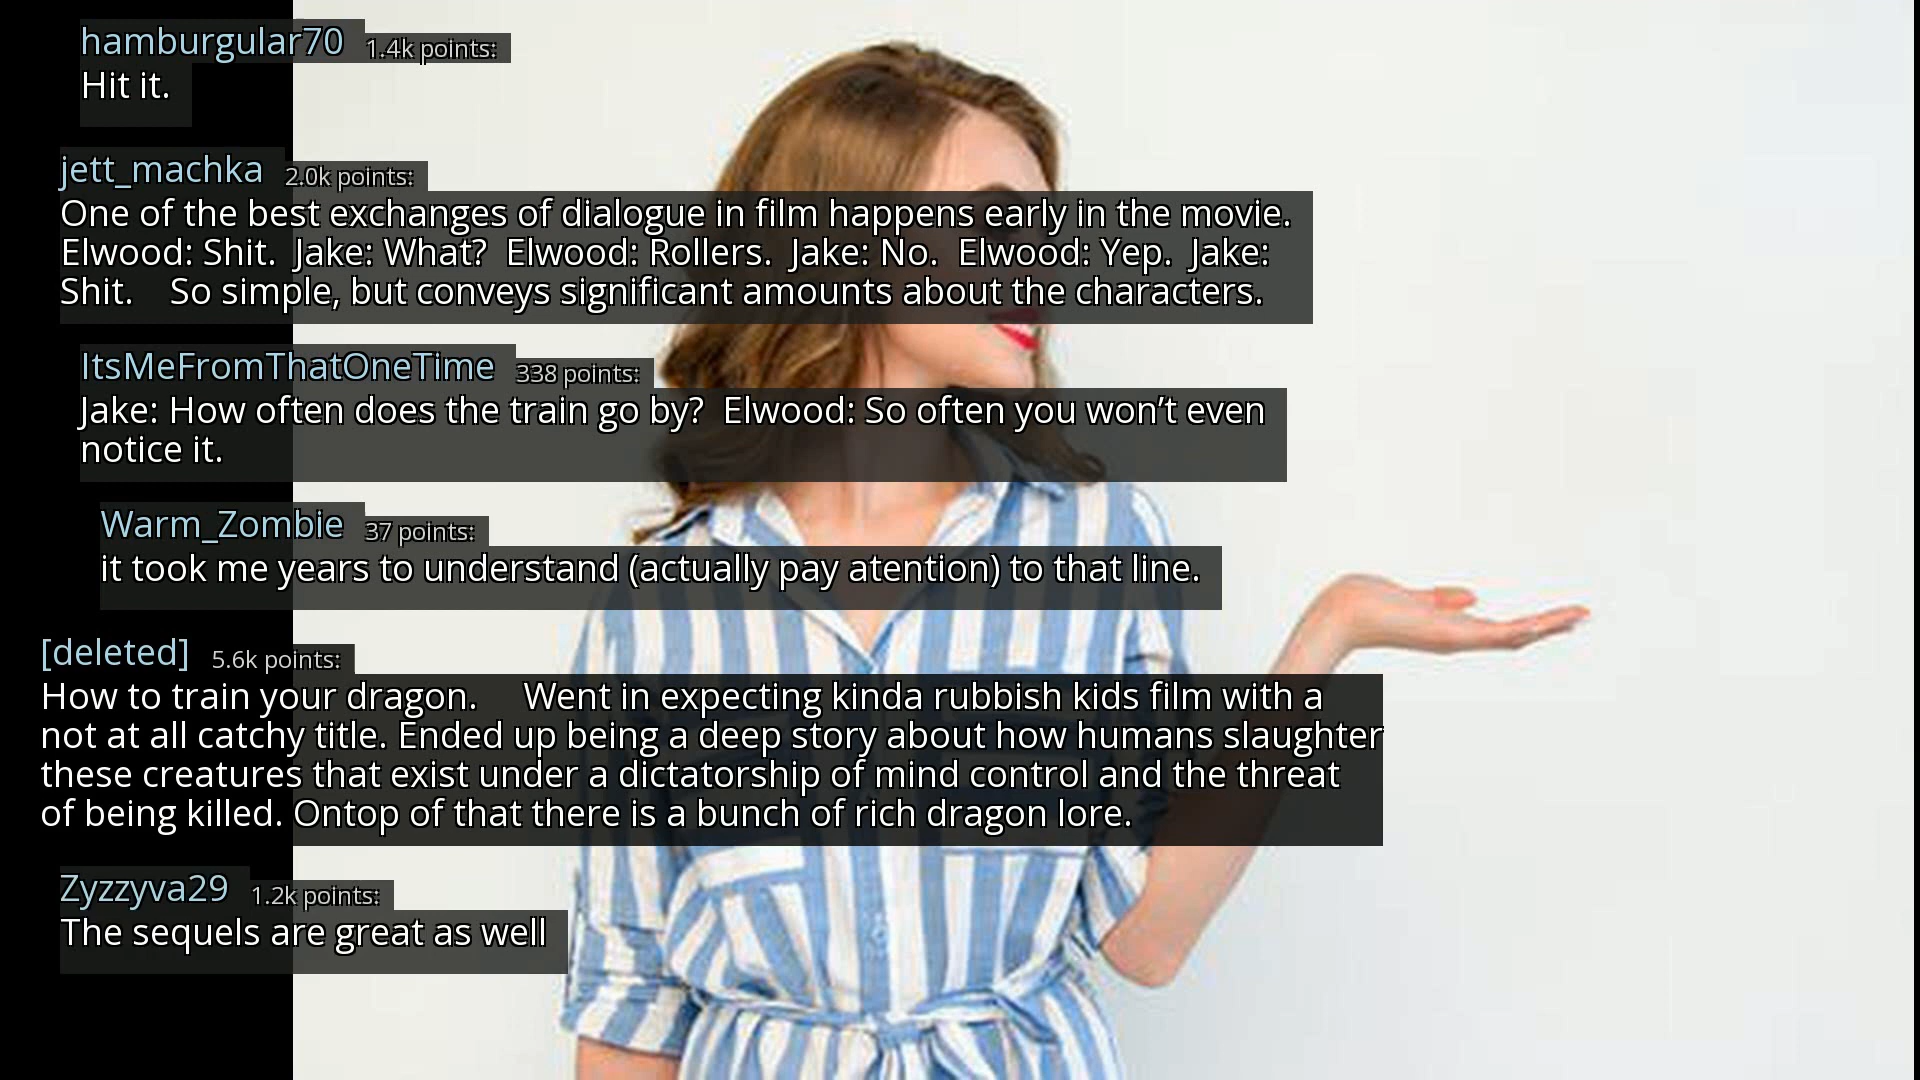 hamburgular70 1.4k points:
Hit it.
jett_machka 2.0k points:
One of the best exchanges of dialogue in film happens early in the movie.
Elwood: Shit.  Jake: What?  Elwood: Rollers.  Jake: No.  Elwood: Yep.  Jake:
Shit.    So simple, but conveys significant amounts about the characters.
ItsMeFromThatOneTime 338 points:
Jake: How often does the train go by?  Elwood: So often you won’t even
notice it.
Warm_Zombie 37 points:
it took me years to understand (actually pay atention) to that line.
[deleted] 5.6k points:
How to train your dragon.     Went in expecting kinda rubbish kids film with a
not at all catchy title. Ended up being a deep story about how humans slaughter
these creatures that exist under a dictatorship of mind control and the threat
of being killed. Ontop of that there is a bunch of rich dragon lore.
Zyzzyva29 1.2k points:
The sequels are great as well